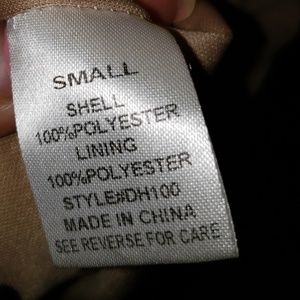 SMALL
SHELL
100%POLYESTER
LINING
100%POLYESTER
STYLE#DH100
MADE IN CHINA
SEE REVERSE FOR CARE